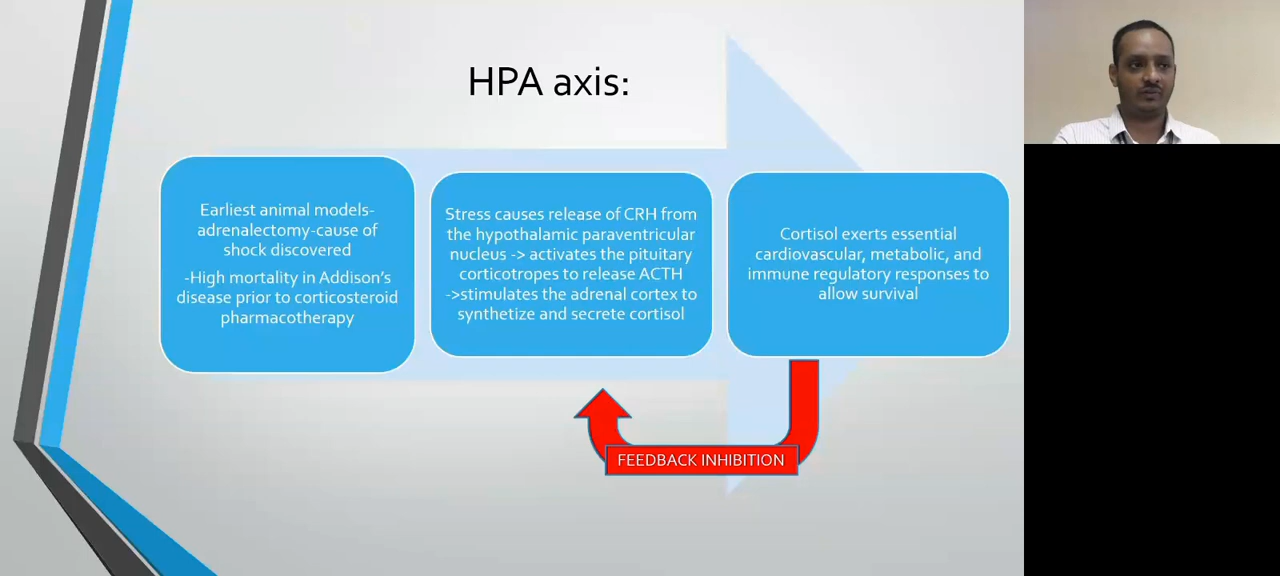 HPA axis:
Earliest animal models-
adrenalectomy-cause of
shock discovered
-High mortality in Addison's
disease prior to corticosteroid
pharmacotherapy
Stress causes release of CRH from
the hypothalamic paraventricular
nucleus -> activates the pituitary
corticotropes to release ACTH
->stimulates the adrenal cortex to
synthetize and secrete cortisol
Cortisol exerts essential
cardiovascular, metabolic, and
immune regulatory responses to
allow survival
FEEDBACK INHIBITION